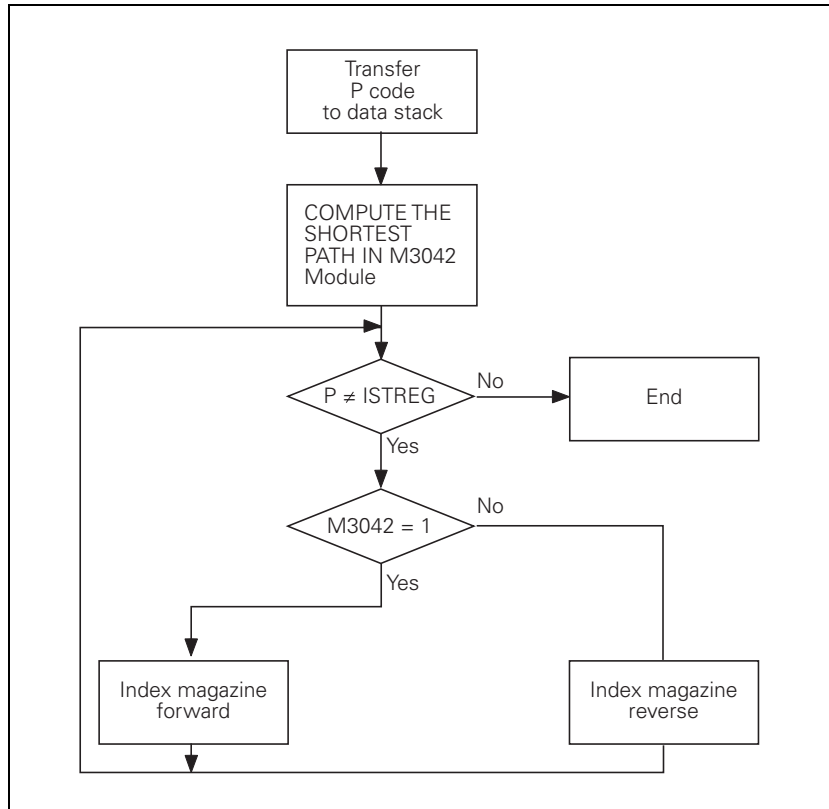 Transfer
P code
to data stack
COMPUTE THE
SHORTEST
PATH IN M3042
Module
P ≠ ISTREG
No
End
Yes
M3042 = 1
No
Yes
Index magazine
forward
Index magazine
reverse